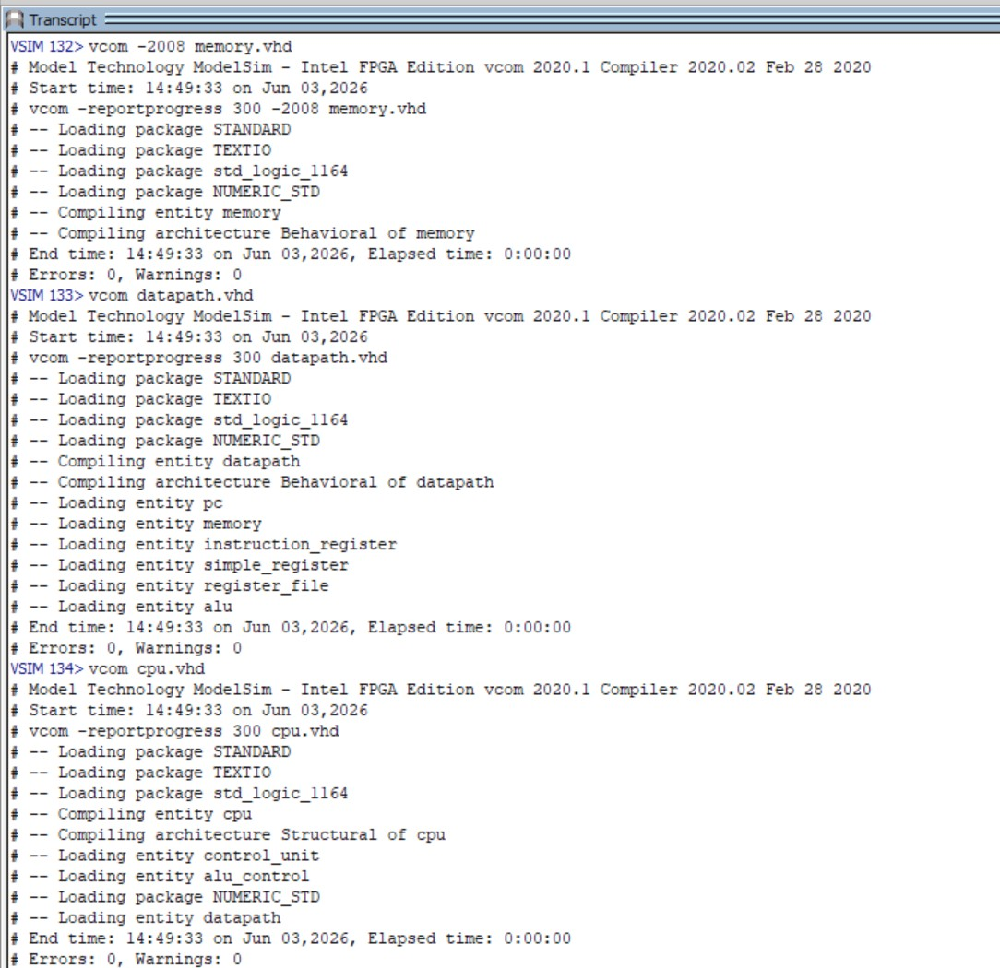 Transcript
VSIM 132> vcom -2008 memory.vhd
# Model Technology ModelSim - Intel FPGA Edition vcom 2020.1 Compiler 2020.02 Feb 28 2020
# Start time: 14:49:33 on Jun 03,2026
# vcom -reportprogress 300 -2008 memory.vhd
# -- Loading package STANDARD
# -- Loading package TEXTIO
# -- Loading package std_logic_1164
# -- Loading package NUMERIC_STD
# -- Compiling entity memory
# -- Compiling architecture Behavioral of memory
# End time: 14:49:33 on Jun 03,2026, Elapsed time: 0:00:00
# Errors: 0, Warnings: 0
VSIM 133> vcom datapath.vhd
# Model Technology ModelSim - Intel FPGA Edition vcom 2020.1 Compiler 2020.02 Feb 28 2020
# Start time: 14:49:33 on Jun 03,2026
# vcom -reportprogress 300 datapath.vhd
# -- Loading package STANDARD
# -- Loading package TEXTIO
# -- Loading package std_logic_1164
# -- Loading package NUMERIC_STD
# -- Compiling entity datapath
# -- Compiling architecture Behavioral of datapath
# -- Loading entity pc
# -- Loading entity memory
# -- Loading entity instruction_register
# -- Loading entity simple_register
# -- Loading entity register_file
# -- Loading entity alu
# End time: 14:49:33 on Jun 03,2026, Elapsed time: 0:00:00
# Errors: 0, Warnings: 0
VSIM 134> vcom cpu.vhd
# Model Technology ModelSim - Intel FPGA Edition vcom 2020.1 Compiler 2020.02 Feb 28 2020
# Start time: 14:49:33 on Jun 03,2026
# vcom -reportprogress 300 cpu.vhd
# -- Loading package STANDARD
# -- Loading package TEXTIO
# -- Loading package std_logic_1164
# -- Compiling entity cpu
# -- Compiling architecture Structural of cpu
# -- Loading entity control_unit
# -- Loading entity alu_control
# -- Loading package NUMERIC_STD
# -- Loading entity datapath
# End time: 14:49:33 on Jun 03,2026, Elapsed time: 0:00:00
# Errors: 0, Warnings: 0